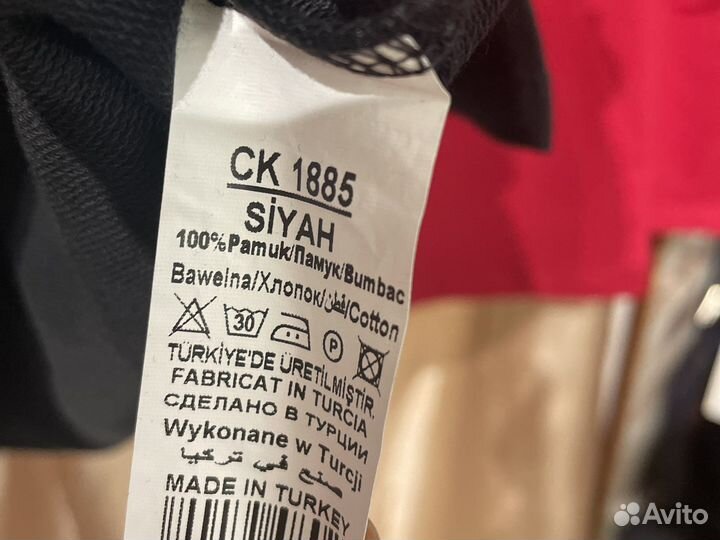 CK 1885
SİYAH
100%Pamuk/Памук/Bumbac
Bawełna/Хлопок/قطن/Cotton
30 P
TÜRKİYE'DE ÜRETİLMİŞTİR.
FABRICAT IN TURCIA
СДЕЛАНО В ТУРЦИИ
Wykonane w Turcji
صنع في تركيا
MADE IN TURKEY
Avito